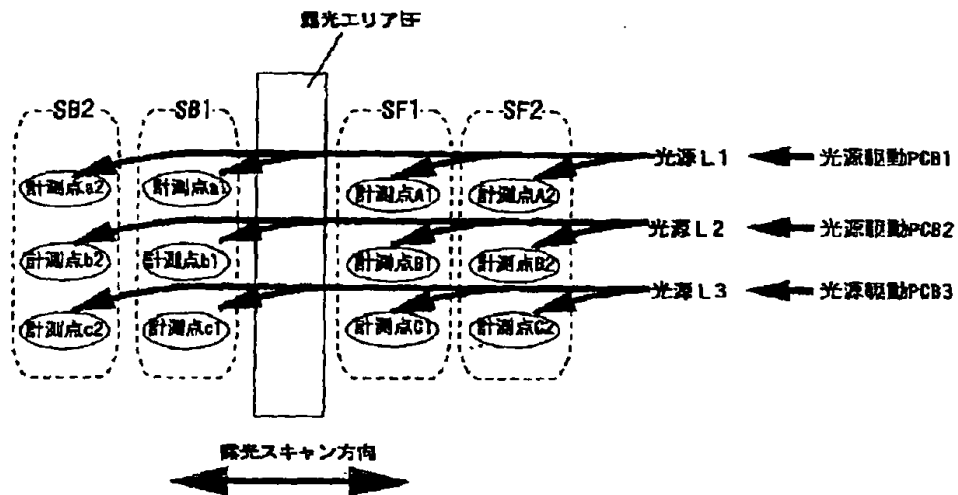 露光エリアEF
SB2 SB1 SF1 SF2
光源L1 光源駆動PCB1
計測点a2 計測点a1 計測点A1 計測点A2
光源L2 光源駆動PCB2
計測点b2 計測点b1 計測点B1 計測点B2
光源L3 光源駆動PCB3
計測点c2 計測点c1 計測点C1 計測点C2
露光スキャン方向